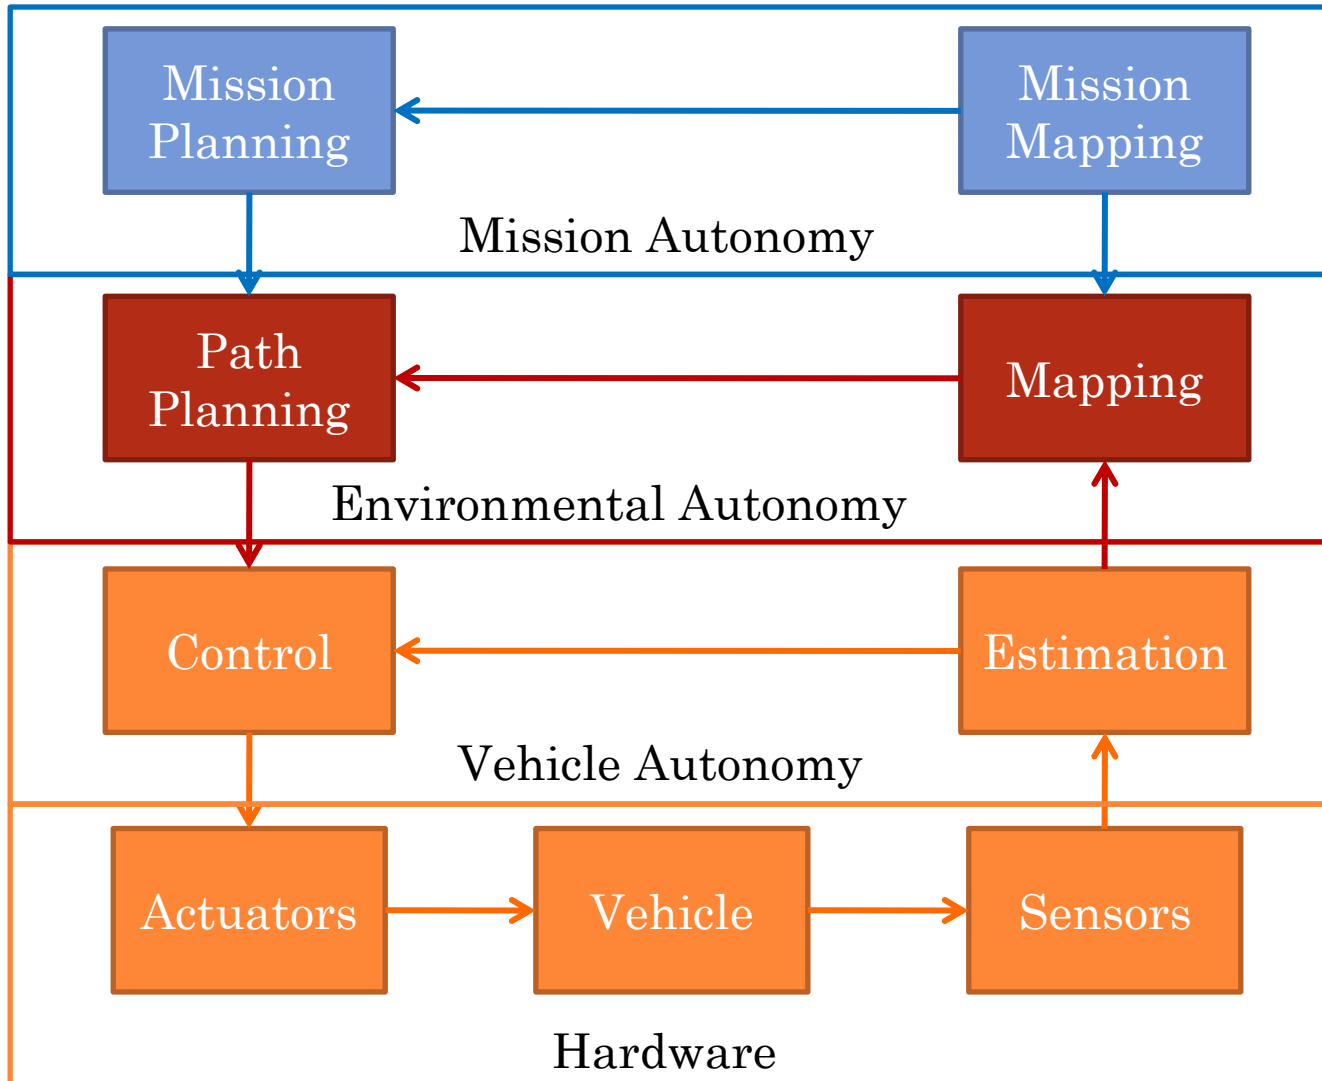 Mission
Planning
Mission
Mapping
Mission Autonomy
Path
Planning
Mapping
Environmental Autonomy
Control
Estimation
Vehicle Autonomy
Actuators
Vehicle
Sensors
Hardware